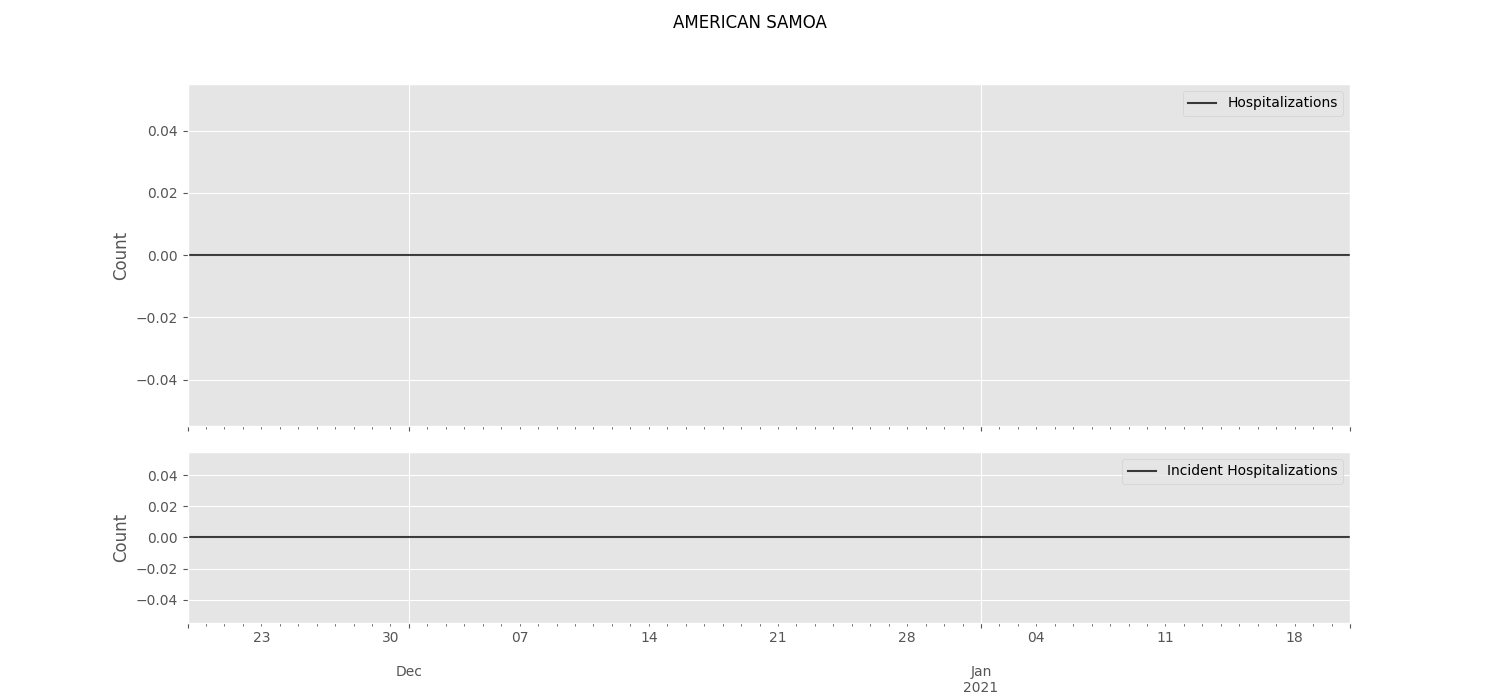 AMERICAN SAMOA
Hospitalizations
0.04
0.02
0.00
−0.02
−0.04
Count
Incident Hospitalizations
0.04
0.02
0.00
−0.02
−0.04
Count
23 30 07 14 21 28 04 11 18
Dec Jan
2021